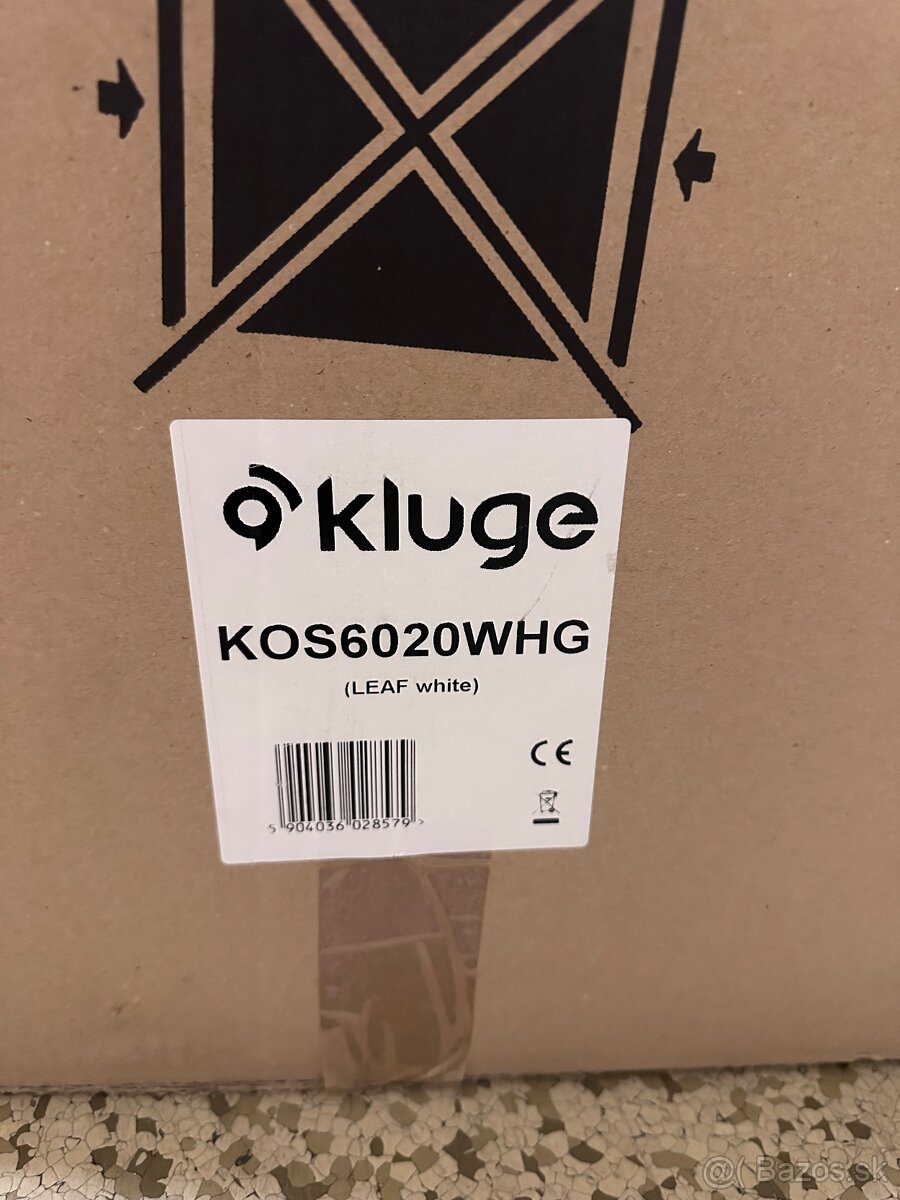 kluge
KOS6020WHG
(LEAF white)
CE
5 904036 028579 >
@( Bazos.sk